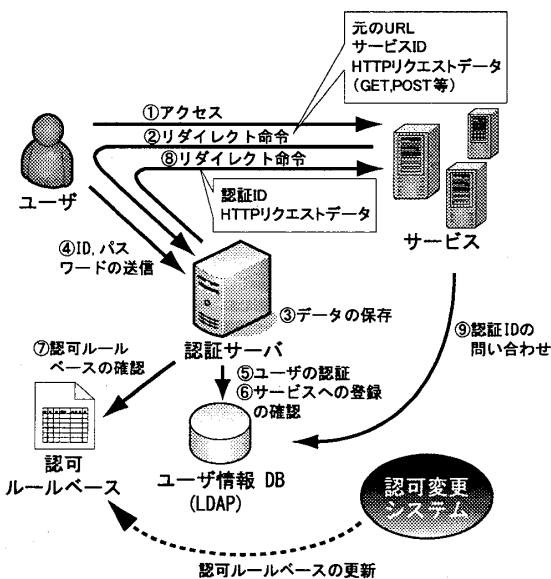 元のURL
サービスID
HTTPリクエストデータ
(GET,POST等)
①アクセス
②リダイレクト命令
⑧リダイレクト命令
認証ID
HTTPリクエストデータ
ユーザ
サービス
④ID, パス
ワードの送信
③データの保存
認証サーバ
⑦認可ルール
ベースの確認
⑤ユーザの認証
⑥サービスへの登録
の確認
⑨認証IDの
問い合わせ
認可
ルールベース
ユーザ情報 DB
(LDAP)
認可変更
システム
認可ルールベースの更新